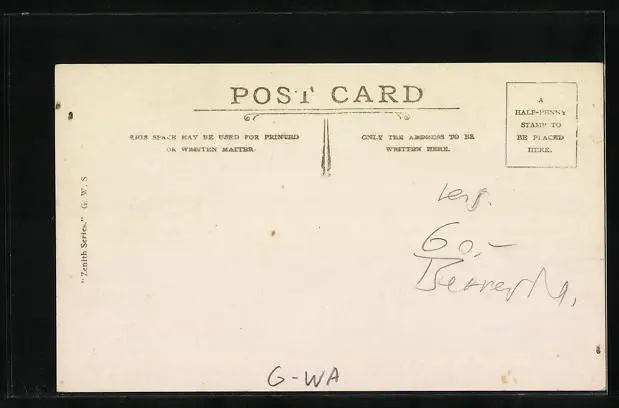 POST CARD
THIS SPACE MAY BE USED FOR PRINTED
OR WRITTEN MATTER.
ONLY THE ADDRESS TO BE
WRITTEN HERE.
A
HALF-PENNY
STAMP TO
BE PLACED
HERE.
"Zenith Series." G. W. S
60,-
G-WA